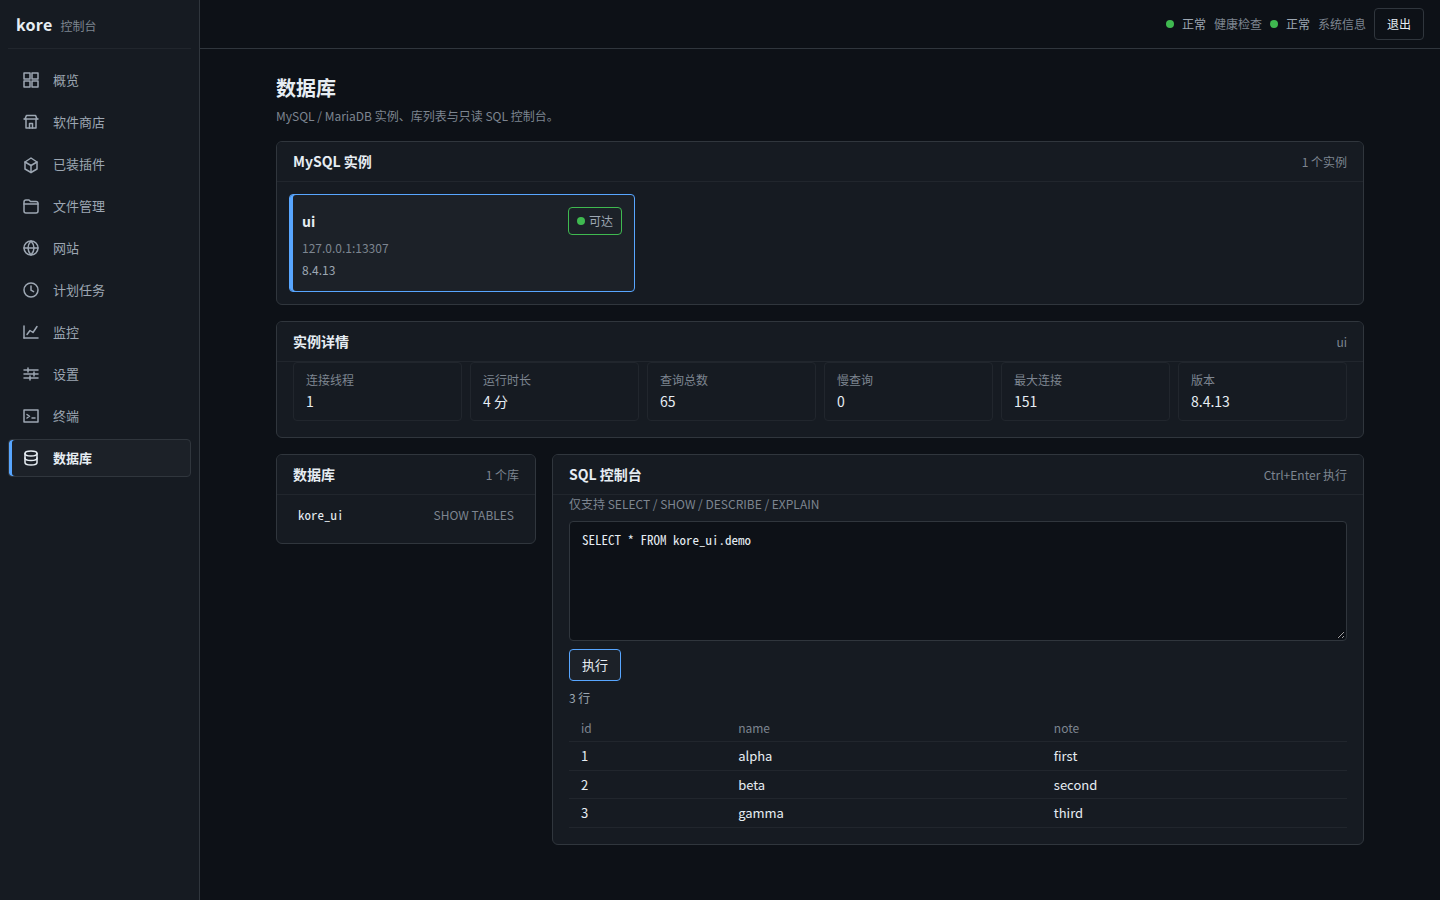 kore 控制台
正常 健康检查 正常 系统信息 退出
概览
软件商店
已装插件
文件管理
网站
计划任务
监控
设置
终端
数据库
数据库
MySQL / MariaDB 实例、库列表与只读 SQL 控制台。
MySQL 实例 1 个实例
ui 可达
127.0.0.1:13307
8.4.13
实例详情 ui
连接线程 运行时长 查询总数 慢查询 最大连接 版本
1 4 分 65 0 151 8.4.13
数据库 1 个库
kore_ui SHOW TABLES
SQL 控制台 Ctrl+Enter 执行
仅支持 SELECT / SHOW / DESCRIBE / EXPLAIN
SELECT * FROM kore_ui.demo
执行
3 行
id name note
1 alpha first
2 beta second
3 gamma third